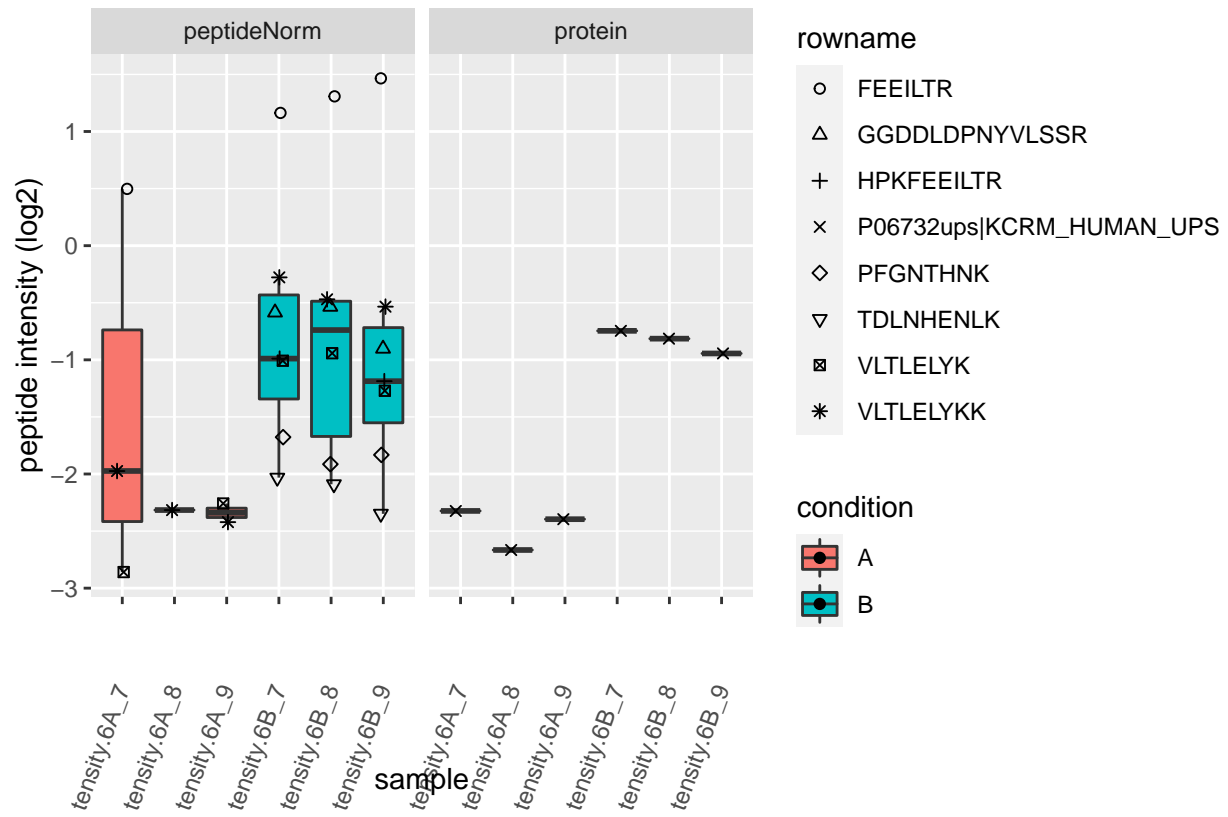 peptideNorm
protein
peptide intensity (log2)
1
0
−1
−2
−3
tensity.6A_7
tensity.6A_8
tensity.6A_9
tensity.6B_7
tensity.6B_8
tensity.6B_9
tensity.6A_7
tensity.6A_8
tensity.6A_9
tensity.6B_7
tensity.6B_8
tensity.6B_9
sample
rowname
FEEILTR
GGDDLDPNYVLSSR
HPKFEEILTR
P06732ups|KCRM_HUMAN_UPS
PFGNTHNK
TDLNHENLK
VLTLELYK
VLTLELYKK
condition
A
B